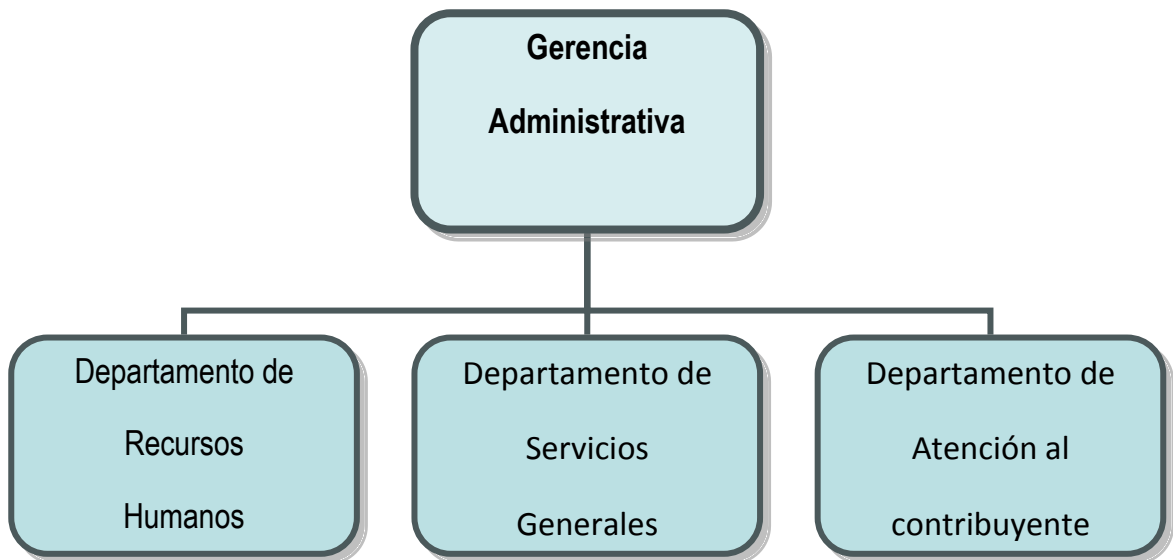 Gerencia
Administrativa
Departamento de
Recursos
Humanos
Departamento de
Servicios
Generales
Departamento de
Atención al
contribuyente